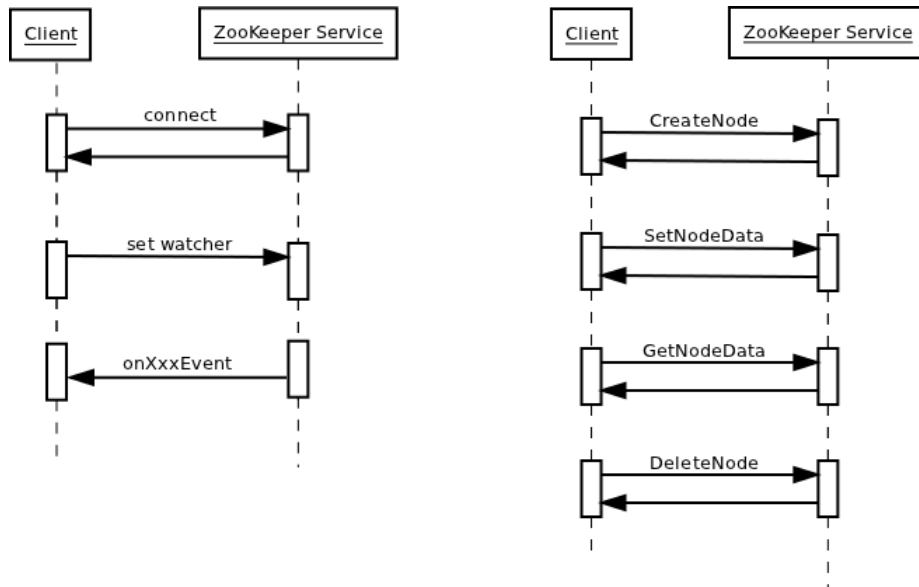 Client
ZooKeeper Service
connect
set watcher
onXxxEvent
Client
ZooKeeper Service
CreateNode
SetNodeData
GetNodeData
DeleteNode